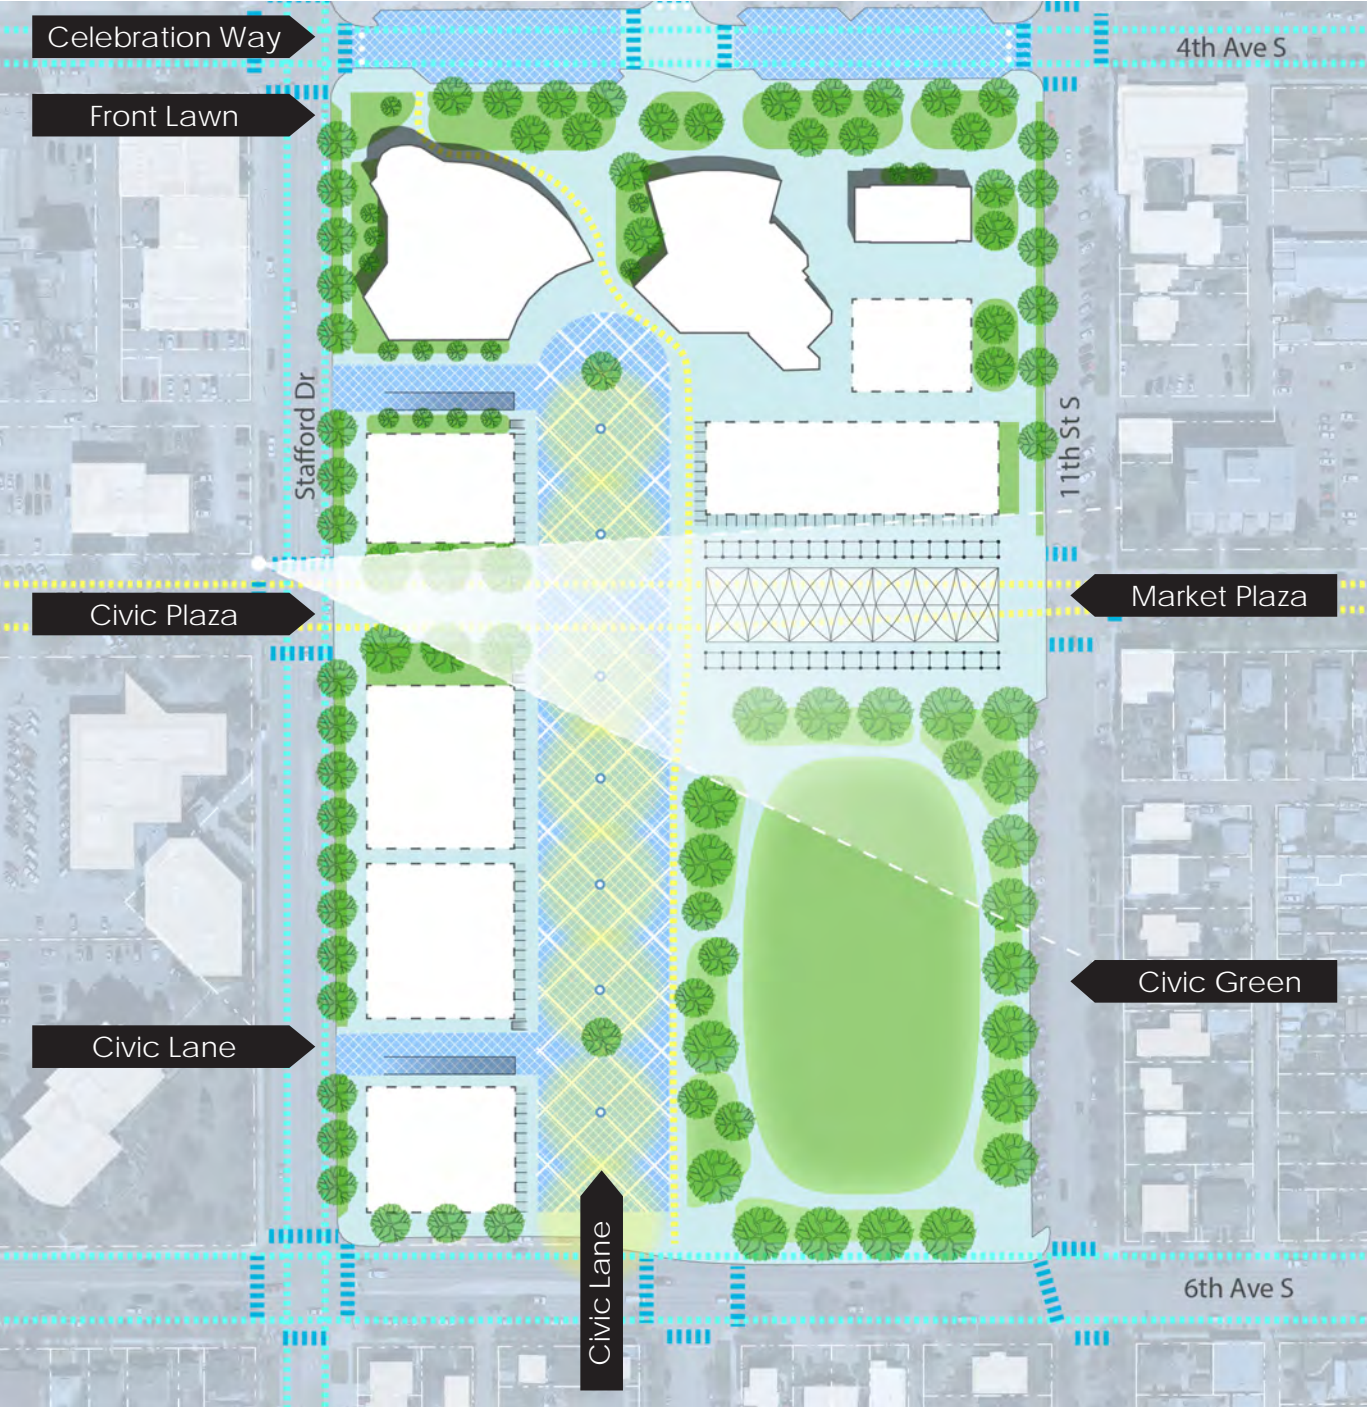 Celebration Way
4th Ave S
Front Lawn
Stafford Dr
11th St S
Civic Plaza
Market Plaza
Civic Green
Civic Lane
Civic Lane
6th Ave S